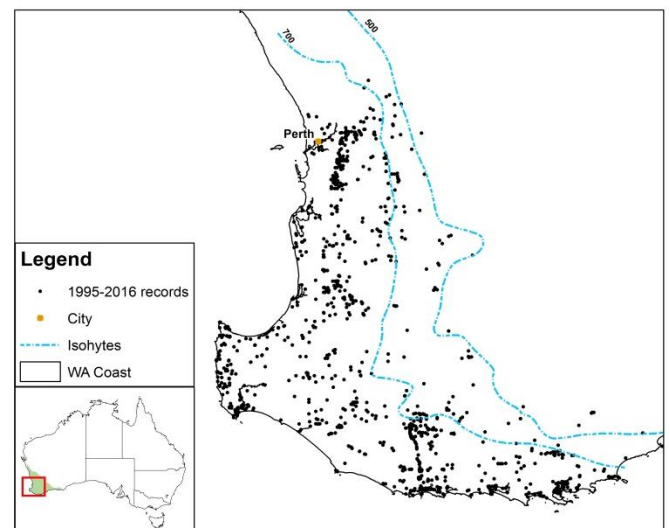 700
500
Perth
Legend
1995-2016 records
City
Isohytes
WA Coast